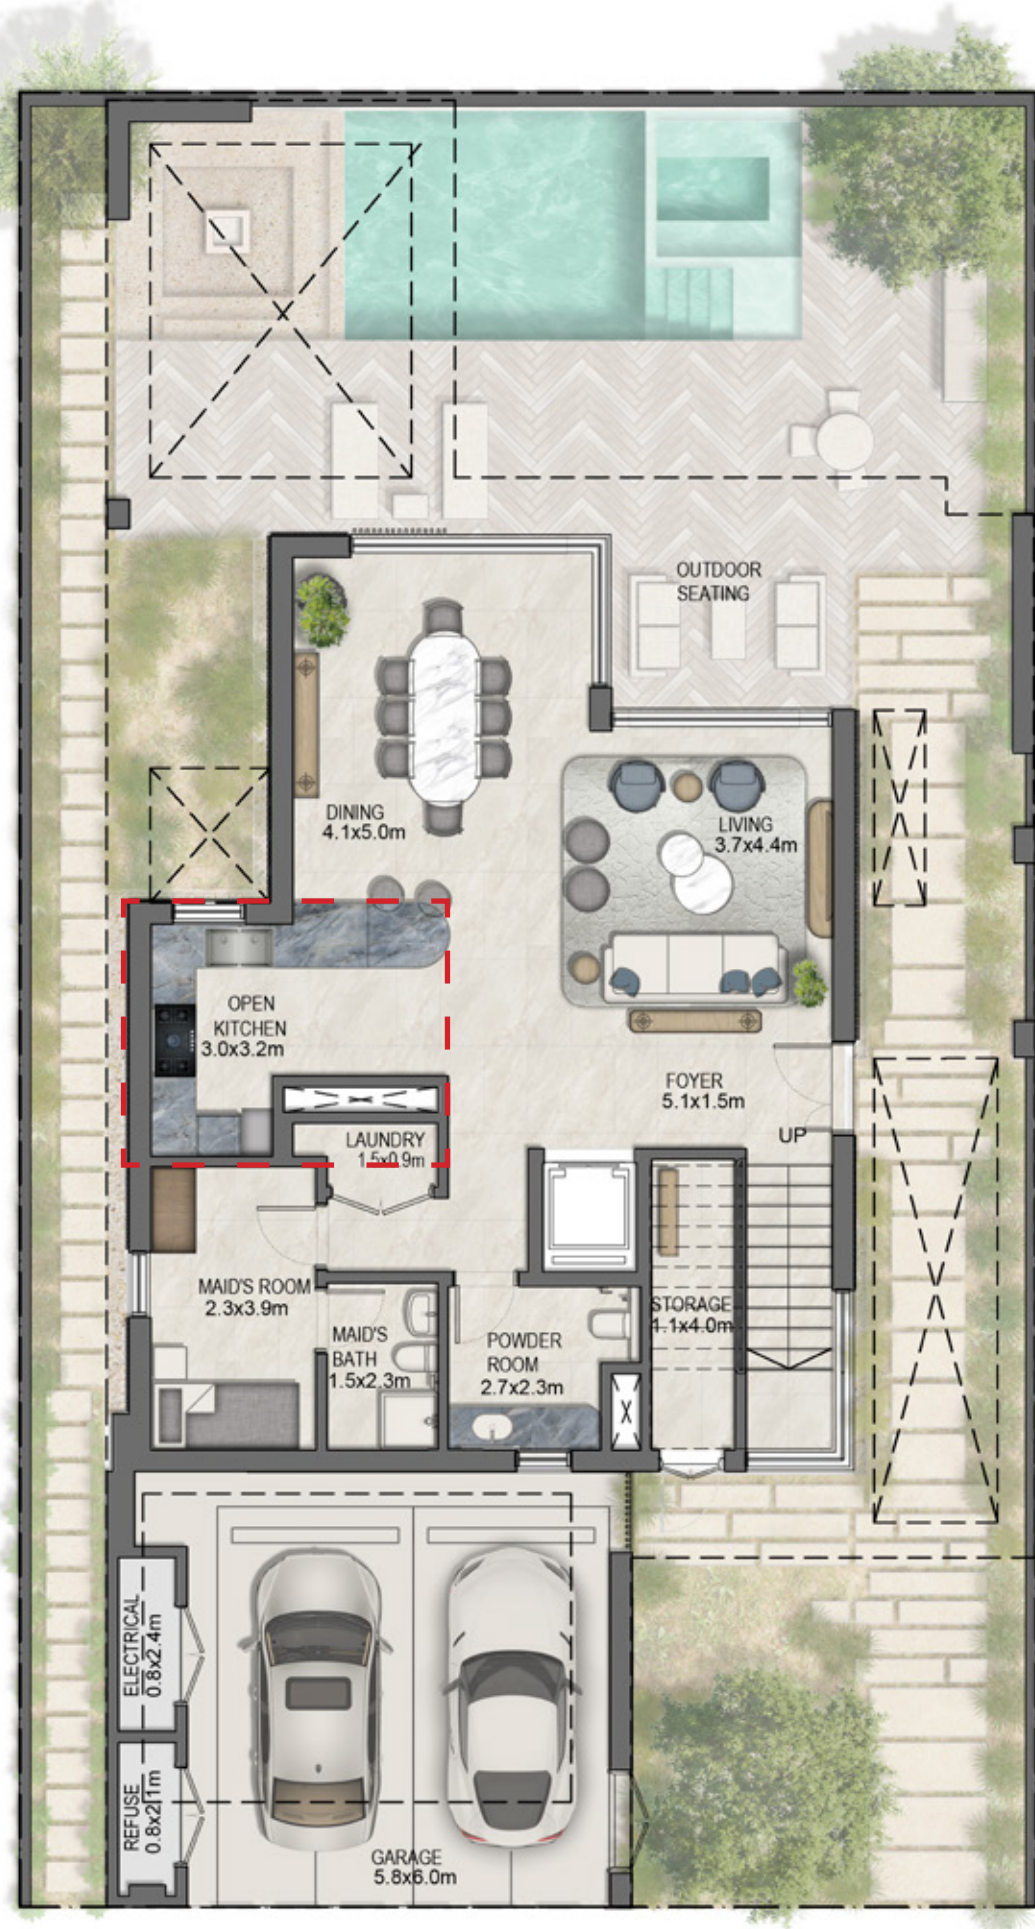 OUTDOOR
SEATING
DINING
4.1x5.0m
LIVING
3.7x4.4m
OPEN
KITCHEN
3.0x3.2m
FOYER
5.1x1.5m
UP
LAUNDRY
1.5x0.9m
MAID'S ROOM
2.3x3.9m
MAID'S
BATH
1.5x2.3m
POWDER
ROOM
2.7x2.3m
STORAGE
1.1x4.0m
ELECTRICAL
0.8x2.4m
REFUSE
0.8x2.1m
GARAGE
5.8x6.0m